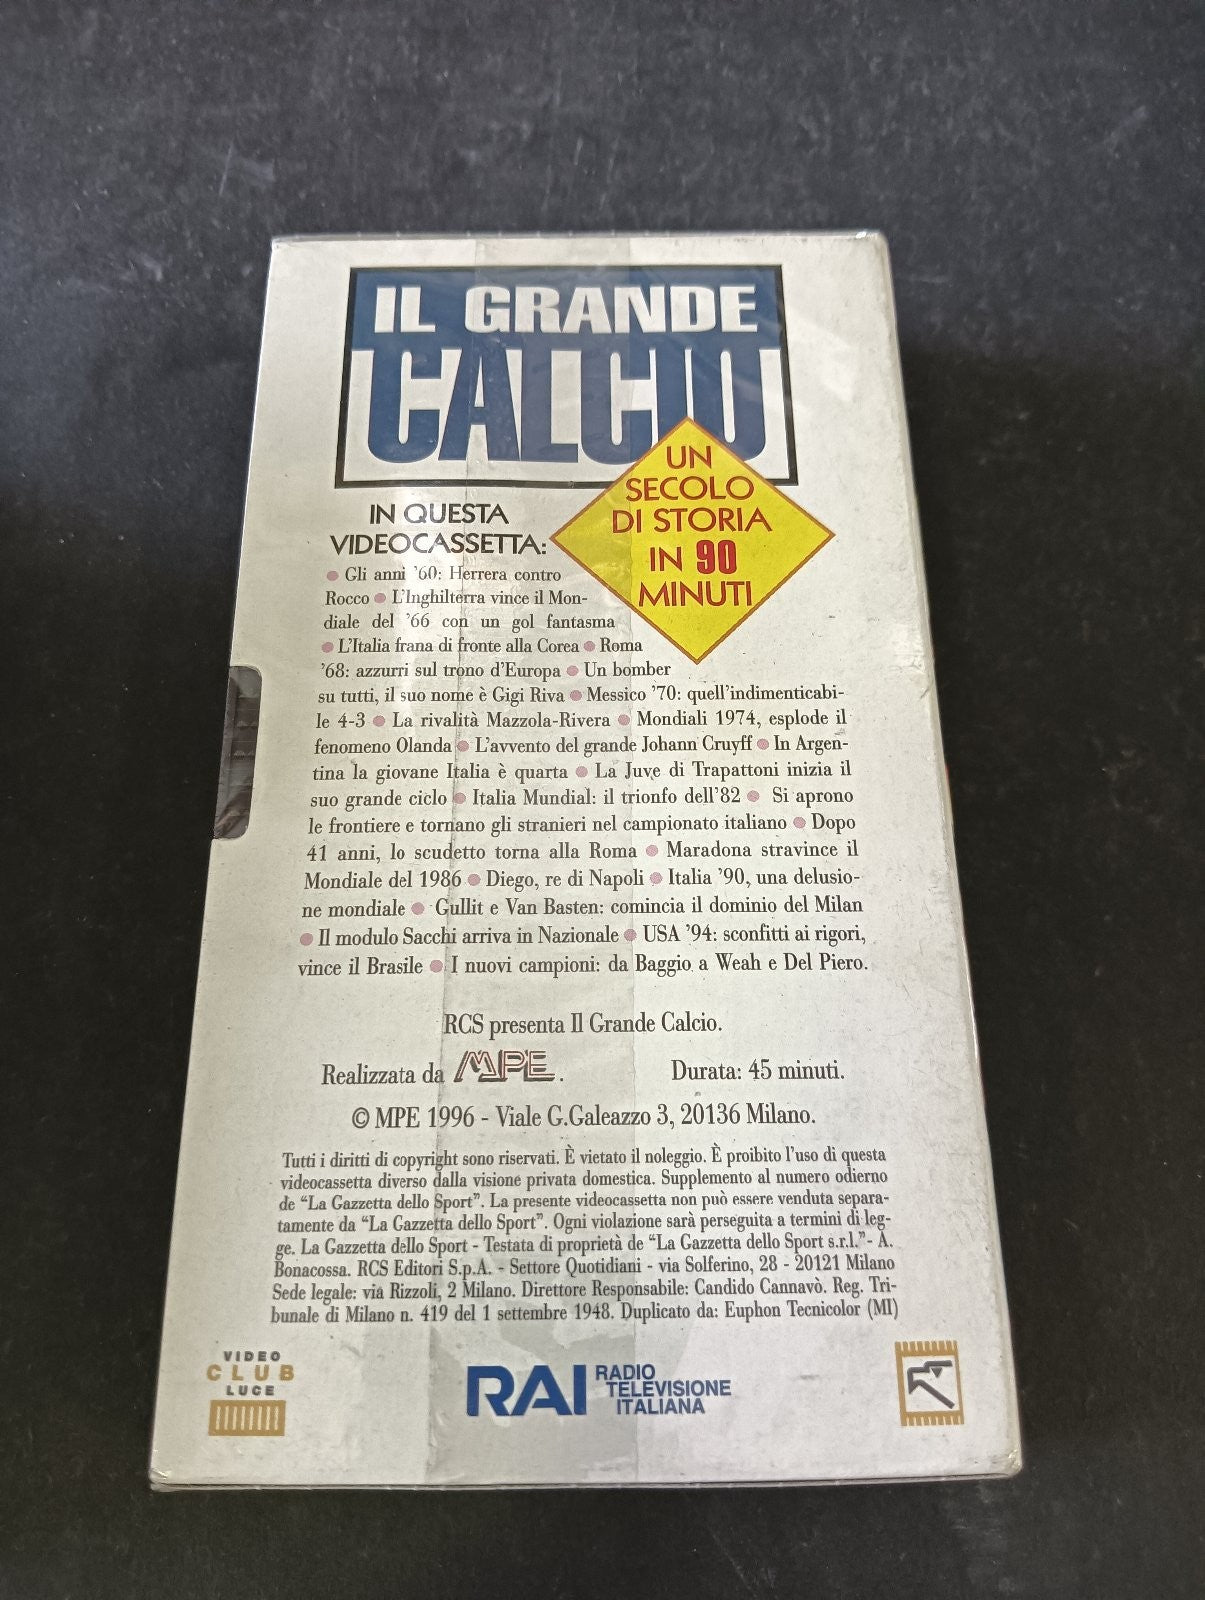 IL GRANDE
CALCIO
UN
SECOLO
DI STORIA
IN 90
MINUTI
IN QUESTA
VIDEOCASSETTA:
● Gli anni '60: Herrera contro
Rocco ● L'Inghilterra vince il Mon-
diale del '66 con un gol fantasma
● L'Italia frana di fronte alla Corea ● Roma
'68: azzurri sul trono d'Europa ● Un bomber
su tutti, il suo nome è Gigi Riva ● Messico '70: quell'indimenticabi-
le 4-3 ● La rivalità Mazzola-Rivera ● Mondiali 1974, esplode il
fenomeno Olanda ● L'avvento del grande Johann Cruyff ● In Argen-
tina la giovane Italia è quarta ● La Juve di Trapattoni inizia il
suo grande ciclo ● Italia Mundial: il trionfo dell'82 ● Si aprono
le frontiere e tornano gli stranieri nel campionato italiano ● Dopo
41 anni, lo scudetto torna alla Roma ● Maradona stravince il
Mondiale del 1986 ● Diego, re di Napoli ● Italia '90, una delusio-
ne mondiale ● Gullit e Van Basten: comincia il dominio del Milan
● Il modulo Sacchi arriva in Nazionale ● USA '94: sconfitti ai rigori,
vince il Brasile ● I nuovi campioni: da Baggio a Weah e Del Piero.
RCS presenta Il Grande Calcio.
Realizzata da MPE. Durata: 45 minuti.
© MPE 1996 - Viale G.Galeazzo 3, 20136 Milano.
Tutti i diritti di copyright sono riservati. È vietato il noleggio. È proibito l'uso di questa
videocassetta diverso dalla visione privata domestica. Supplemento al numero odierno
de "La Gazzetta dello Sport". La presente videocassetta non può essere venduta separa-
tamente da "La Gazzetta dello Sport". Ogni violazione sarà perseguita a termini di leg-
ge. La Gazzetta dello Sport - Testata di proprietà de "La Gazzetta dello Sport s.r.l."- A.
Bonacossa. RCS Editori S.p.A. - Settore Quotidiani - via Solferino, 28 - 20121 Milano
Sede legale: via Rizzoli, 2 Milano. Direttore Responsabile: Candido Cannavò. Reg. Tri-
bunale di Milano n. 419 del 1 settembre 1948. Duplicato da: Euphon Tecnicolor (MI)
VIDEO
CLUB
LUCE
RAI RADIO
TELEVISIONE
ITALIANA